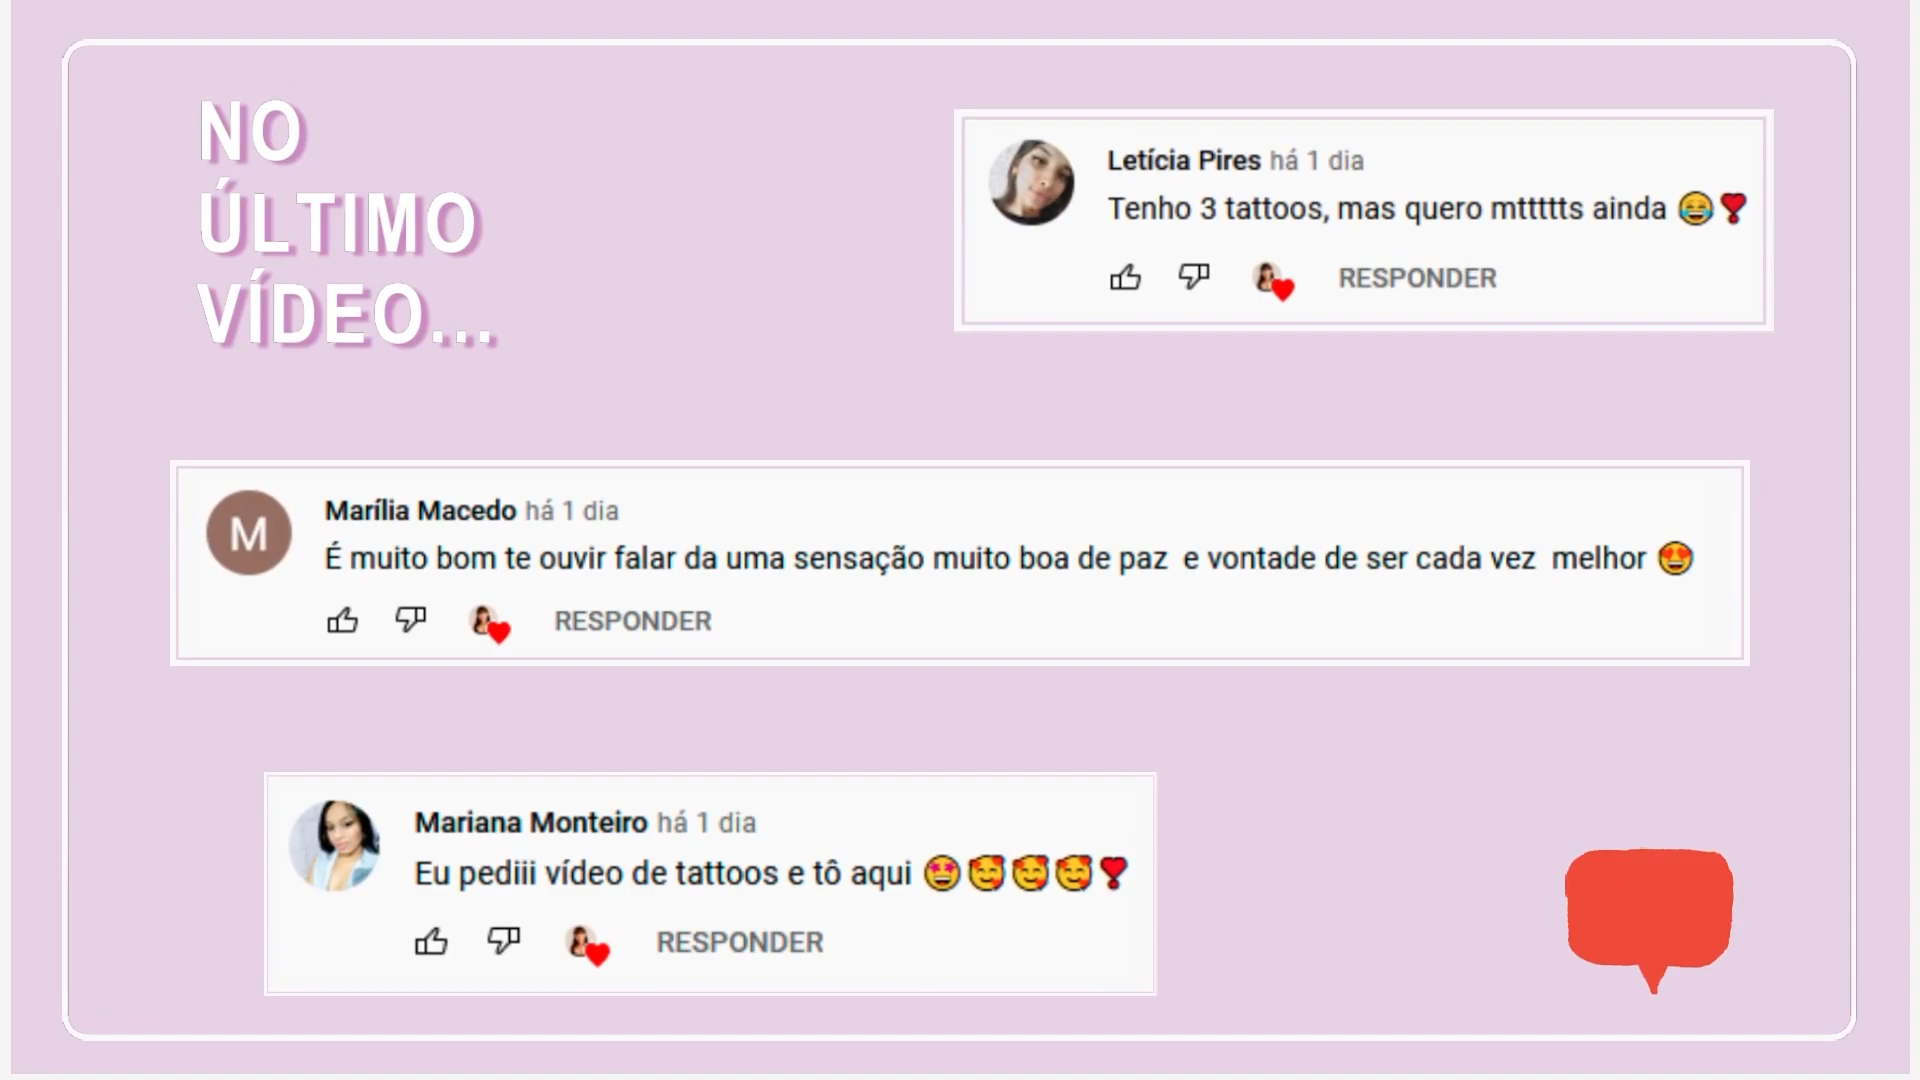 NO
ÚLTIMO
VÍDEO...
Letícia Pires há 1 dia
Tenho 3 tattoos, mas quero mttttts ainda 😂❣️
RESPONDER
M
Marília Macedo há 1 dia
É muito bom te ouvir falar da uma sensação muito boa de paz  e vontade de ser cada vez  melhor 😍
RESPONDER
Mariana Monteiro há 1 dia
Eu pediii vídeo de tattoos e tô aqui 🤩🥰🥰🥰❣️
RESPONDER